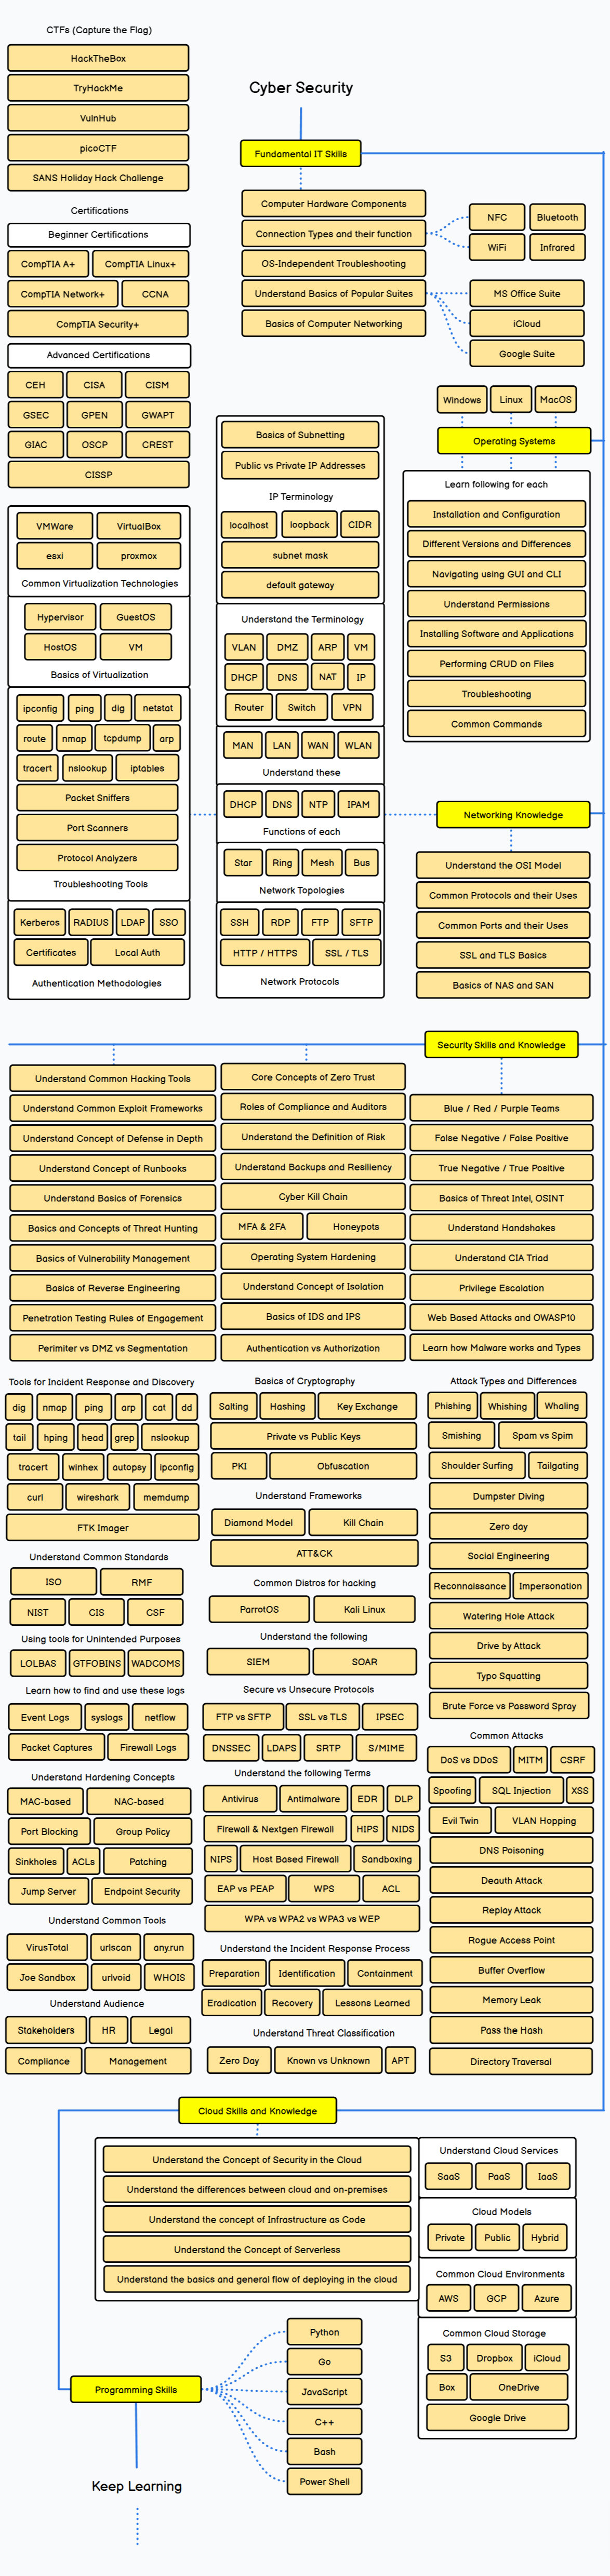 CTFs (Capture the Flag)
HackTheBox
TryHackMe
VulnHub
picoCTF
SANS Holiday Hack Challenge
Certifications
Beginner Certifications
CompTIA A+
CompTIA Linux+
CompTIA Network+
CCNA
CompTIA Security+
Advanced Certifications
CEH
CISA
CISM
GSEC
GPEN
GWAPT
GIAC
OSCP
CREST
CISSP
Cyber Security
Fundamental IT Skills
Computer Hardware Components
Connection Types and their function
OS-Independent Troubleshooting
Understand Basics of Popular Suites
Basics of Computer Networking
NFC
Bluetooth
WiFi
Infrared
MS Office Suite
iCloud
Google Suite
Windows
Linux
MacOS
Operating Systems
Learn following for each
Installation and Configuration
Different Versions and Differences
Navigating using GUI and CLI
Understand Permissions
Installing Software and Applications
Performing CRUD on Files
Troubleshooting
Common Commands
Basics of Subnetting
Public vs Private IP Addresses
IP Terminology
localhost
loopback
CIDR
subnet mask
default gateway
Understand the Terminology
VLAN
DMZ
ARP
VM
DHCP
DNS
NAT
IP
Router
Switch
VPN
MAN
LAN
WAN
WLAN
Understand these
DHCP
DNS
NTP
IPAM
Functions of each
Star
Ring
Mesh
Bus
Network Topologies
SSH
RDP
FTP
SFTP
HTTP / HTTPS
SSL / TLS
Network Protocols
VMWare
VirtualBox
esxi
proxmox
Common Virtualization Technologies
Hypervisor
GuestOS
HostOS
VM
Basics of Virtualization
ipconfig
ping
dig
netstat
route
nmap
tcpdump
arp
tracert
nslookup
iptables
Packet Sniffers
Port Scanners
Protocol Analyzers
Troubleshooting Tools
Kerberos
RADIUS
LDAP
SSO
Certificates
Local Auth
Authentication Methodologies
Networking Knowledge
Understand the OSI Model
Common Protocols and their Uses
Common Ports and their Uses
SSL and TLS Basics
Basics of NAS and SAN
Security Skills and Knowledge
Understand Common Hacking Tools
Understand Common Exploit Frameworks
Understand Concept of Defense in Depth
Understand Concept of Runbooks
Understand Basics of Forensics
Basics and Concepts of Threat Hunting
Basics of Vulnerability Management
Basics of Reverse Engineering
Penetration Testing Rules of Engagement
Perimiter vs DMZ vs Segmentation
Core Concepts of Zero Trust
Roles of Compliance and Auditors
Understand the Definition of Risk
Understand Backups and Resiliency
Cyber Kill Chain
MFA & 2FA
Honeypots
Operating System Hardening
Understand Concept of Isolation
Basics of IDS and IPS
Authentication vs Authorization
Blue / Red / Purple Teams
False Negative / False Positive
True Negative / True Positive
Basics of Threat Intel, OSINT
Understand Handshakes
Understand CIA Triad
Privilege Escalation
Web Based Attacks and OWASP10
Learn how Malware works and Types
Tools for Incident Response and Discovery
dig
nmap
ping
arp
cat
dd
tail
hping
head
grep
nslookup
tracert
winhex
autopsy
ipconfig
curl
wireshark
memdump
FTK Imager
Understand Common Standards
ISO
RMF
NIST
CIS
CSF
Using tools for Unintended Purposes
LOLBAS
GTFOBINS
WADCOMS
Learn how to find and use these logs
Event Logs
syslogs
netflow
Packet Captures
Firewall Logs
Understand Hardening Concepts
MAC-based
NAC-based
Port Blocking
Group Policy
Sinkholes
ACLs
Patching
Jump Server
Endpoint Security
Understand Common Tools
VirusTotal
urlscan
any.run
Joe Sandbox
urlvoid
WHOIS
Understand Audience
Stakeholders
HR
Legal
Compliance
Management
Basics of Cryptography
Salting
Hashing
Key Exchange
Private vs Public Keys
PKI
Obfuscation
Understand Frameworks
Diamond Model
Kill Chain
ATT&CK
Common Distros for hacking
ParrotOS
Kali Linux
Understand the following
SIEM
SOAR
Secure vs Unsecure Protocols
FTP vs SFTP
SSL vs TLS
IPSEC
DNSSEC
LDAPS
SRTP
S/MIME
Understand the following Terms
Antivirus
Antimalware
EDR
DLP
Firewall & Nextgen Firewall
HIPS
NIDS
NIPS
Host Based Firewall
Sandboxing
EAP vs PEAP
WPS
ACL
WPA vs WPA2 vs WPA3 vs WEP
Understand the Incident Response Process
Preparation
Identification
Containment
Eradication
Recovery
Lessons Learned
Understand Threat Classification
Zero Day
Known vs Unknown
APT
Attack Types and Differences
Phishing
Whishing
Whaling
Smishing
Spam vs Spim
Shoulder Surfing
Tailgating
Dumpster Diving
Zero day
Social Engineering
Reconnaissance
Impersonation
Watering Hole Attack
Drive by Attack
Typo Squatting
Brute Force vs Password Spray
Common Attacks
DoS vs DDoS
MITM
CSRF
Spoofing
SQL Injection
XSS
Evil Twin
VLAN Hopping
DNS Poisoning
Deauth Attack
Replay Attack
Rogue Access Point
Buffer Overflow
Memory Leak
Pass the Hash
Directory Traversal
Cloud Skills and Knowledge
Understand the Concept of Security in the Cloud
Understand the differences between cloud and on-premises
Understand the concept of Infrastructure as Code
Understand the Concept of Serverless
Understand the basics and general flow of deploying in the cloud
Understand Cloud Services
SaaS
PaaS
IaaS
Cloud Models
Private
Public
Hybrid
Common Cloud Environments
AWS
GCP
Azure
Common Cloud Storage
S3
Dropbox
iCloud
Box
OneDrive
Google Drive
Programming Skills
Python
Go
JavaScript
C++
Bash
Power Shell
Keep Learning